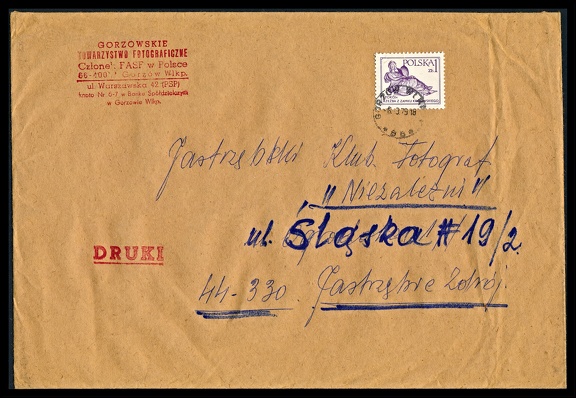 GORZOWSKIE
TOWARZYSTWO FOTOGRAFICZNE
Członek FASF w Polsce
66-400 Gorzów Wlkp.
ul. Warszawska 42 (PSP)
konto Nr 6-7 w Banku Spółdzielczym
w Gorzowie Wlkp.
POLSKA
ZŁ 1
GORZÓW WLKP
Jastrzębski Klub Fotograf
"Niezależni"
ul. Śląska # 19/2
DRUKI
44-330 Jastrzębie Zdrój.